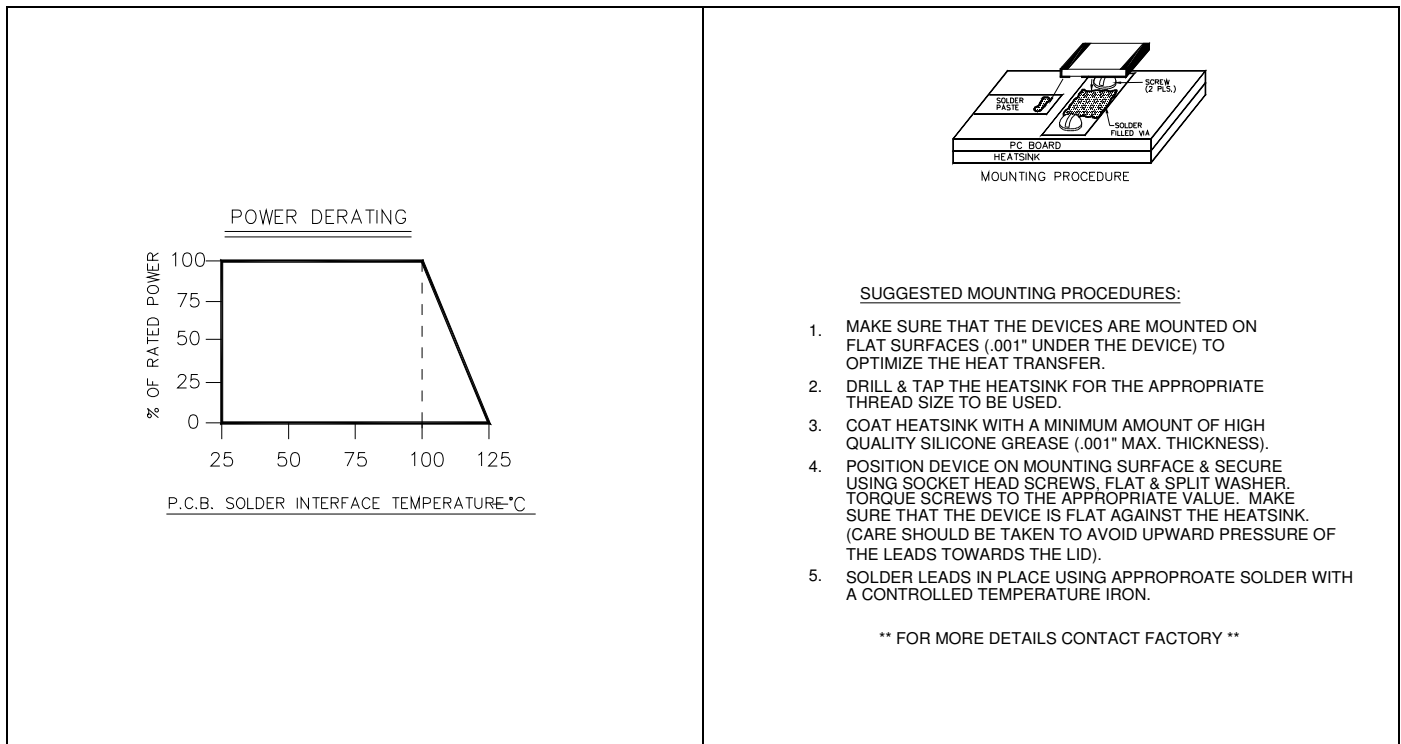 POWER DERATING
% OF RATED POWER
100
75
50
25
0
25 50 75 100 125
P.C.B. SOLDER INTERFACE TEMPERATURE-°C
SOLDER
PASTE
SCREW
(2 PLS.)
SOLDER
FILLED VIA
PC BOARD
HEATSINK
MOUNTING PROCEDURE
SUGGESTED MOUNTING PROCEDURES:
1. MAKE SURE THAT THE DEVICES ARE MOUNTED ON
FLAT SURFACES (.001" UNDER THE DEVICE) TO
OPTIMIZE THE HEAT TRANSFER.
2. DRILL & TAP THE HEATSINK FOR THE APPROPRIATE
THREAD SIZE TO BE USED.
3. COAT HEATSINK WITH A MINIMUM AMOUNT OF HIGH
QUALITY SILICONE GREASE (.001" MAX. THICKNESS).
4. POSITION DEVICE ON MOUNTING SURFACE & SECURE
USING SOCKET HEAD SCREWS, FLAT & SPLIT WASHER.
TORQUE SCREWS TO THE APPROPRIATE VALUE. MAKE
SURE THAT THE DEVICE IS FLAT AGAINST THE HEATSINK.
(CARE SHOULD BE TAKEN TO AVOID UPWARD PRESSURE OF
THE LEADS TOWARDS THE LID).
5. SOLDER LEADS IN PLACE USING APPROPROATE SOLDER WITH
A CONTROLLED TEMPERATURE IRON.
** FOR MORE DETAILS CONTACT FACTORY **